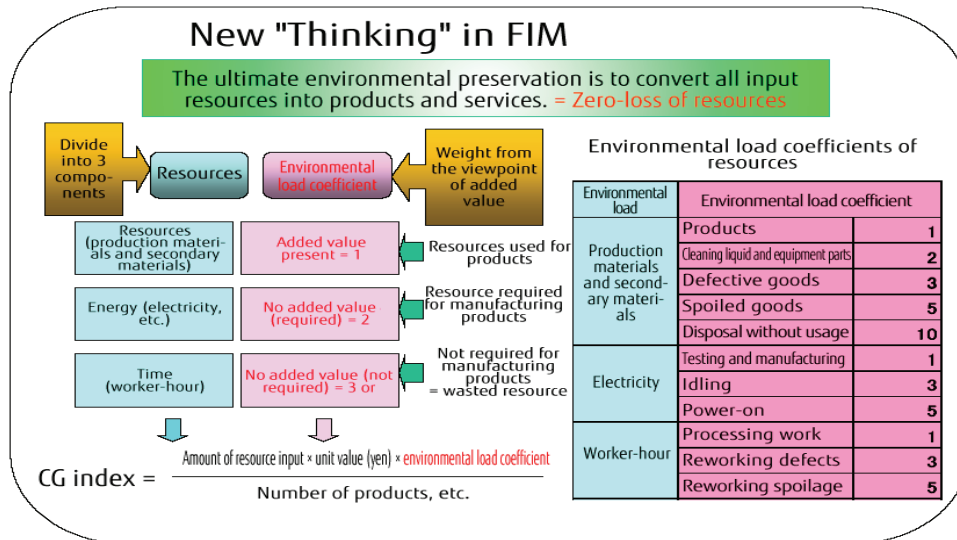 New "Thinking" in FIM
The ultimate environmental preservation is to convert all input
resources into products and services. = Zero-loss of resources
Divide
into 3
compo-
nents
Resources
Environmental
load coefficient
Weight from
the viewpoint
of added
value
Resources
(production materi-
als and secondary
materials)
Added value
present = 1
Resources used for
products
Energy (electricity,
etc.)
No added value
(required) = 2
Resource required
for manufacturing
products
Time
(worker-hour)
No added value (not
required) = 3 or
Not required for
manufacturing
products
= wasted resource
CG index =
Amount of resource input × unit value (yen) × environmental load coefficient
Number of products, etc.
Environmental load coefficients of
resources
Environmental
load
Environmental load coefficient
Production
materials
and second-
ary materi-
als
Products 1
Cleaning liquid and equipment parts 2
Defective goods 3
Spoiled goods 5
Disposal without usage 10
Electricity
Testing and manufacturing 1
Idling 3
Power-on 5
Worker-hour
Processing work 1
Reworking defects 3
Reworking spoilage 5